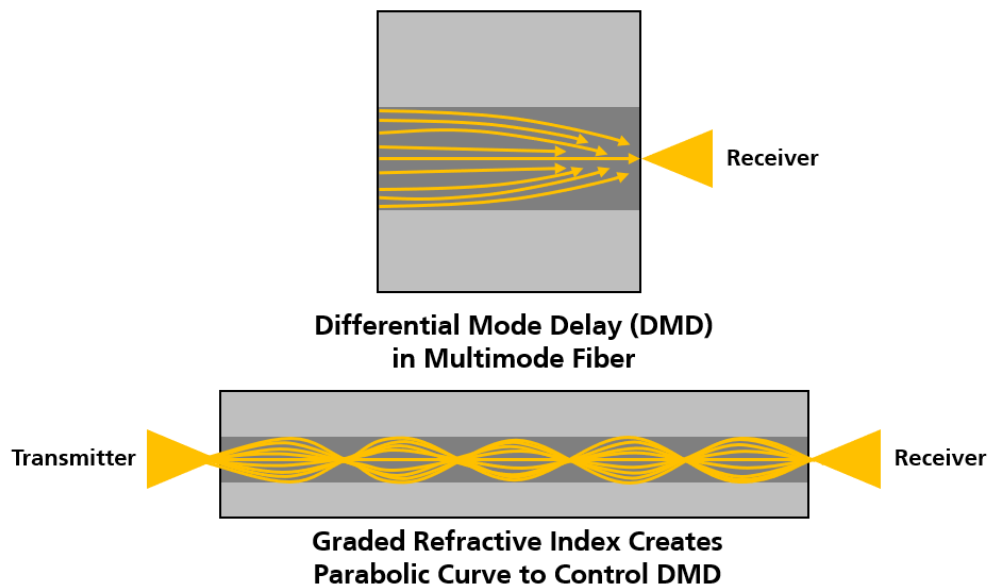 Receiver
Differential Mode Delay (DMD)
in Multimode Fiber
Transmitter
Receiver
Graded Refractive Index Creates
Parabolic Curve to Control DMD